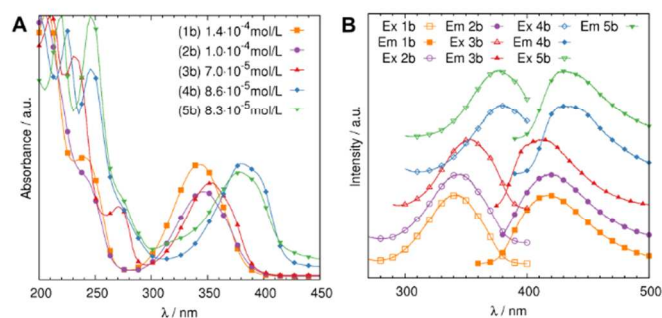 A
(1b) 1.4·10⁻⁴mol/L
(2b) 1.0·10⁻⁴mol/L
(3b) 7.0·10⁻⁵mol/L
(4b) 8.6·10⁻⁵mol/L
(5b) 8.3·10⁻⁵mol/L
Absorbance / a.u.
200 250 300 350 400 450
λ / nm
B
Ex 1b Em 2b Ex 4b Em 5b
Em 1b Ex 3b Em 4b
Ex 2b Em 3b Ex 5b
Intensity / a.u.
300 400 500
λ / nm